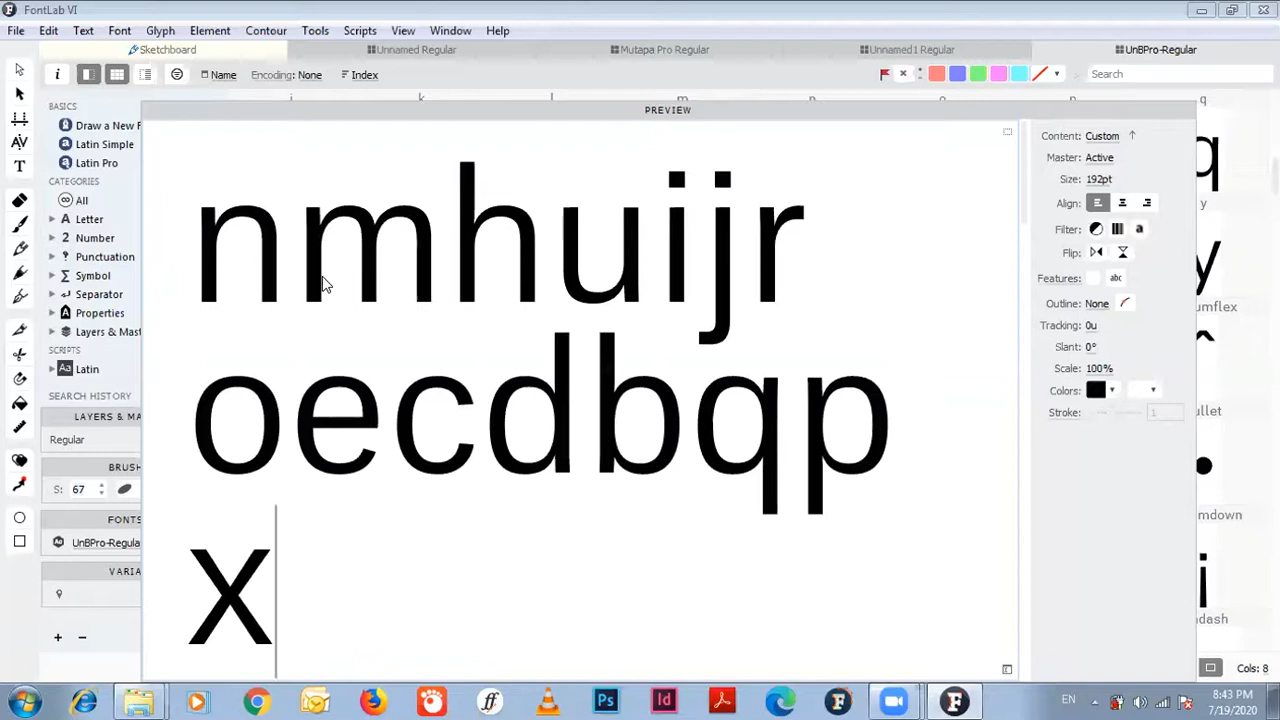 FontLab VI
File Edit Text Font Glyph Element Contour Tools Scripts View Window Help
Sketchboard Unnamed Regular Mutapa Pro Regular Unnamed1 Regular UnBPro-Regular
Name Encoding: None Index Search
BASICS
Draw a New F
Latin Simple
Latin Pro
CATEGORIES
All
Letter
Number
Punctuation
Symbol
Separator
Properties
Layers & Mast
SCRIPTS
Latin
SEARCH HISTORY
LAYERS & MA
Regular
BRUSH
S: 67
FONTS
UnBPro-Regula
VARIA
PREVIEW
nmhuijr
oecdbqp
x
Content: Custom
Master: Active
Size: 192pt
Align:
Filter: a
Flip:
Features: abc
Outline: None
Tracking: 0u
Slant: 0°
Scale: 100%
Colors:
Stroke: 1
q
q
y
y
umflex
^
ullet
•
mdown
i
ndash
Cols: 8
EN 8:43 PM
7/19/2020